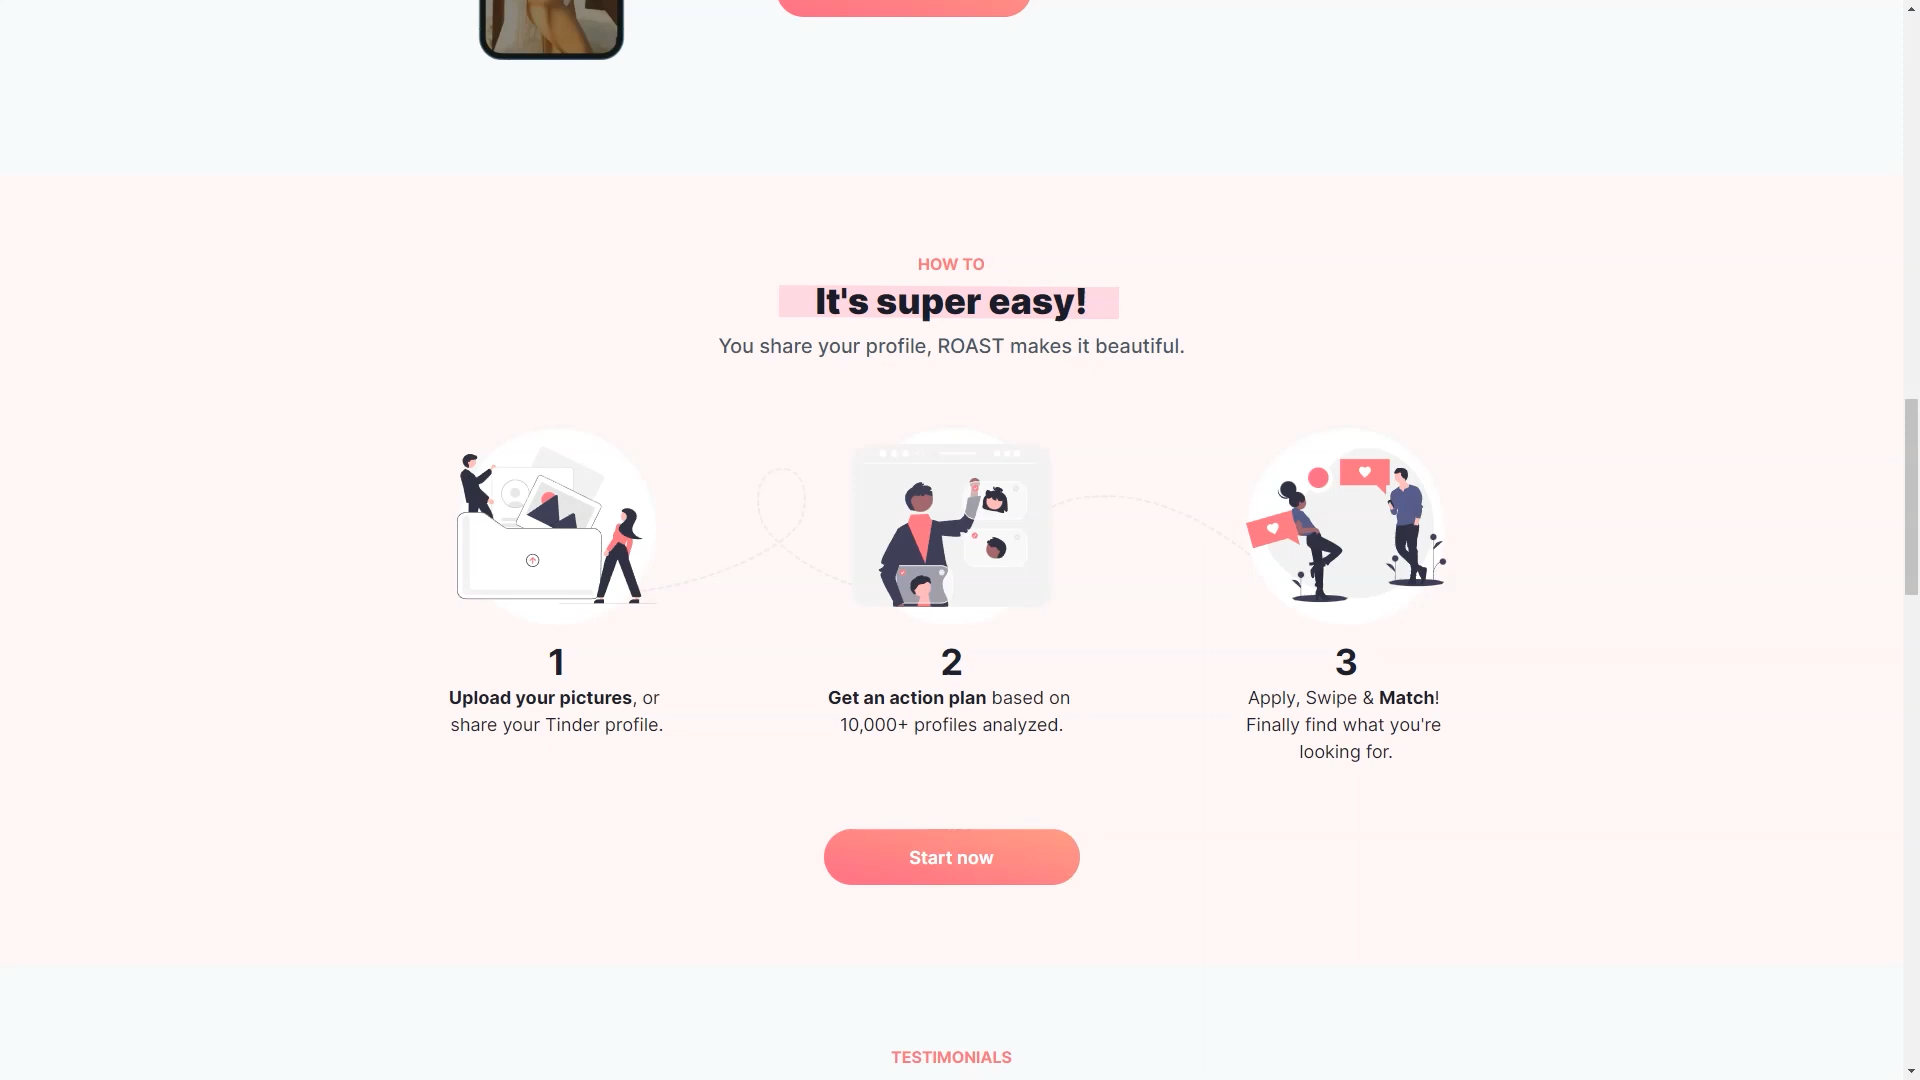 HOW TO
It's super easy!
You share your profile, ROAST makes it beautiful.
1
Upload your pictures, or
share your Tinder profile.
2
Get an action plan based on
10,000+ profiles analyzed.
3
Apply, Swipe & Match!
Finally find what you're
looking for.
Start now
TESTIMONIALS